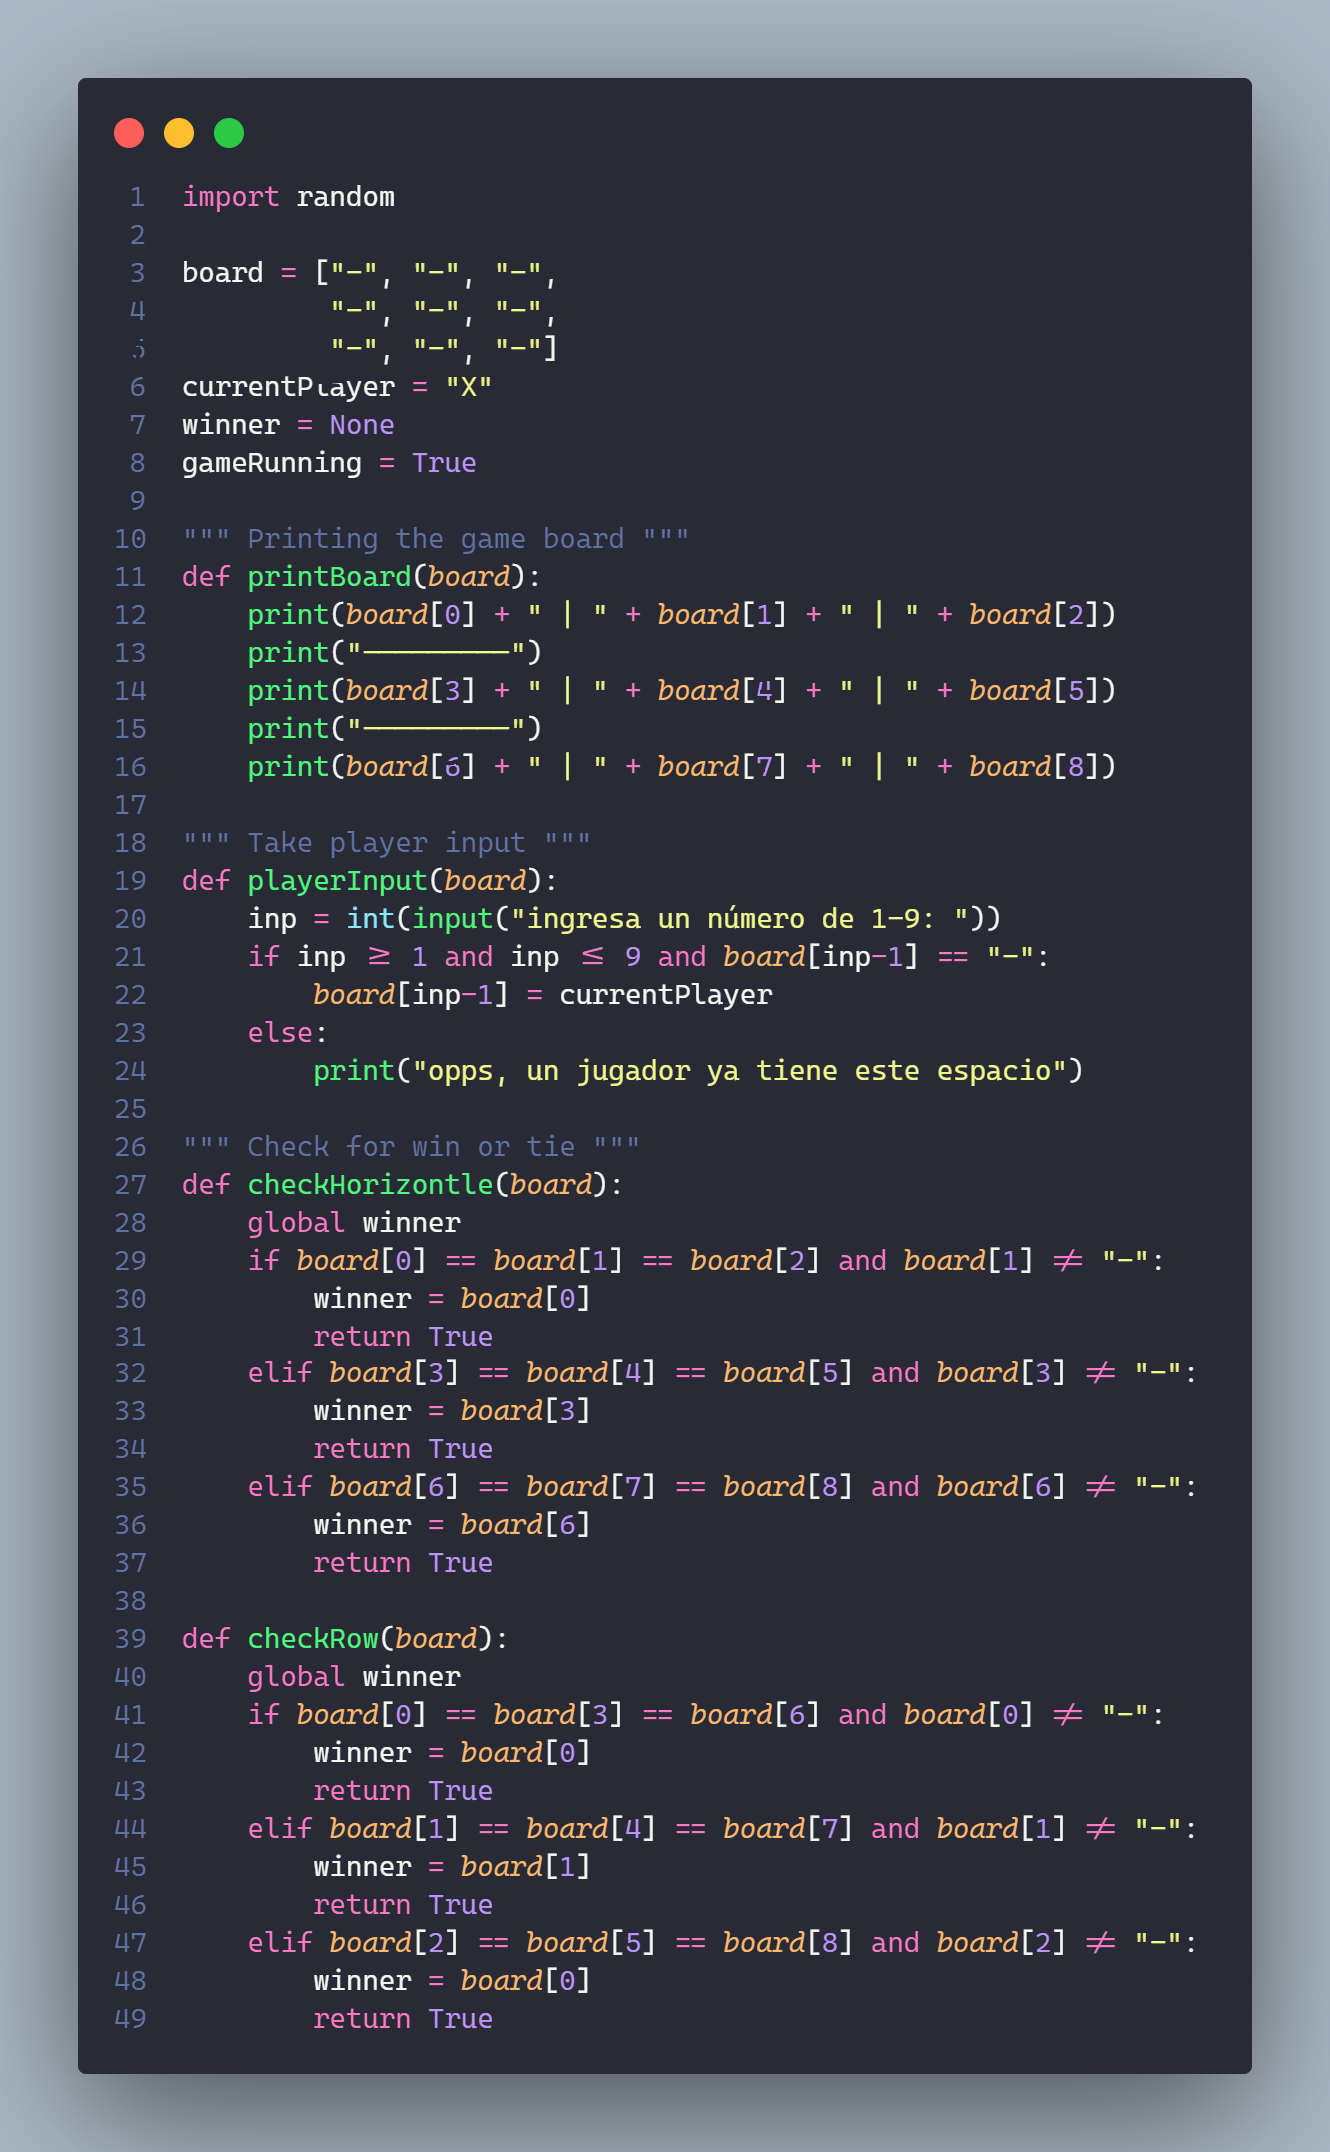 1 import random
2
3 board = ["-", "-", "-",
4          "-", "-", "-",
5          "-", "-", "-"]
6 currentPlayer = "X"
7 winner = None
8 gameRunning = True
9
10 """ Printing the game board """
11 def printBoard(board):
12     print(board[0] + " | " + board[1] + " | " + board[2])
13     print("---------")
14     print(board[3] + " | " + board[4] + " | " + board[5])
15     print("---------")
16     print(board[6] + " | " + board[7] + " | " + board[8])
17
18 """ Take player input """
19 def playerInput(board):
20     inp = int(input("ingresa un número de 1-9: "))
21     if inp ≥ 1 and inp ≤ 9 and board[inp-1] == "-":
22         board[inp-1] = currentPlayer
23     else:
24         print("opps, un jugador ya tiene este espacio")
25
26 """ Check for win or tie """
27 def checkHorizontle(board):
28     global winner
29     if board[0] == board[1] == board[2] and board[1] ≠ "-":
30         winner = board[0]
31         return True
32     elif board[3] == board[4] == board[5] and board[3] ≠ "-":
33         winner = board[3]
34         return True
35     elif board[6] == board[7] == board[8] and board[6] ≠ "-":
36         winner = board[6]
37         return True
38
39 def checkRow(board):
40     global winner
41     if board[0] == board[3] == board[6] and board[0] ≠ "-":
42         winner = board[0]
43         return True
44     elif board[1] == board[4] == board[7] and board[1] ≠ "-":
45         winner = board[1]
46         return True
47     elif board[2] == board[5] == board[8] and board[2] ≠ "-":
48         winner = board[0]
49         return True